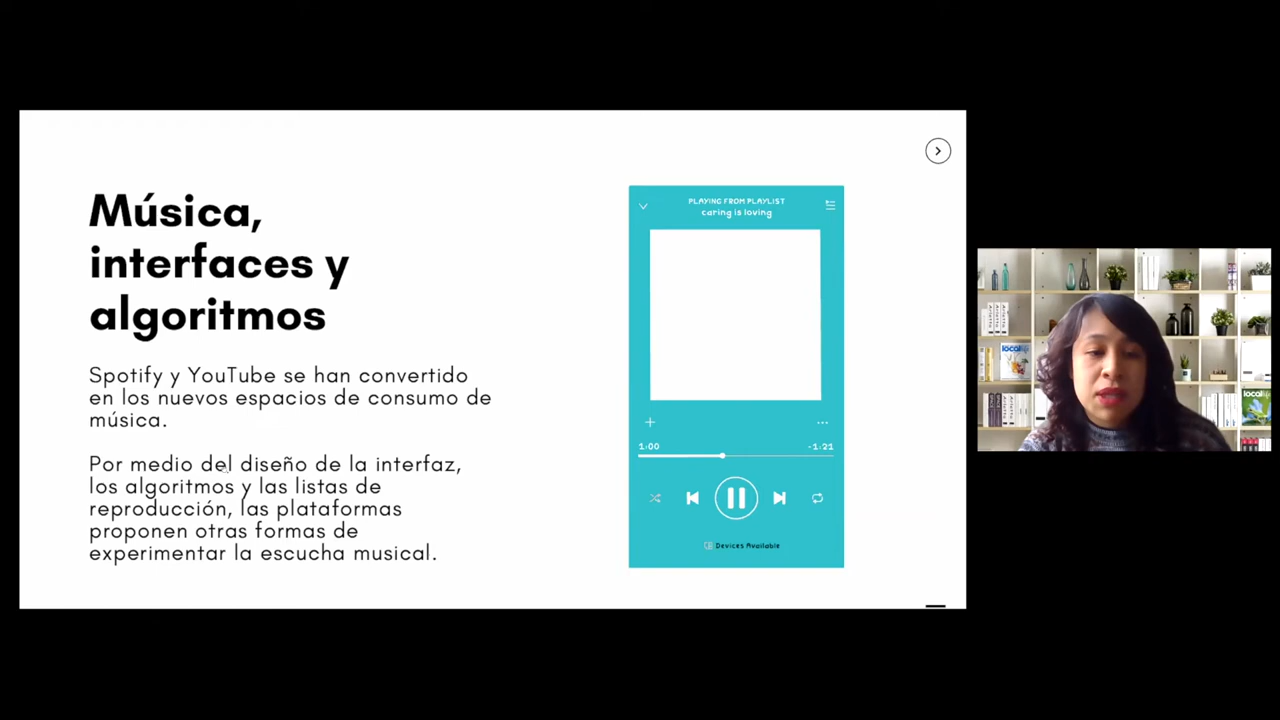 Música,
interfaces y
algoritmos
Spotify y YouTube se han convertido
en los nuevos espacios de consumo de
música.
Por medio del diseño de la interfaz,
los algoritmos y las listas de
reproducción, las plataformas
proponen otras formas de
experimentar la escucha musical.
PLAYING FROM PLAYLIST
caring is loving
1:00
-1:21
Devices Available
local